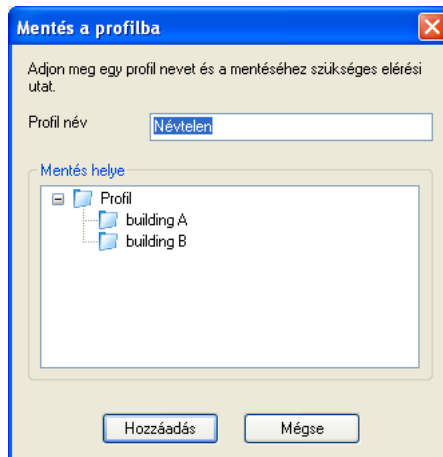 Mentés a profilba
Adjon meg egy profil nevet és a mentéséhez szükséges elérési
utat.
Profil név
Névtelen
Mentés helye
Profil
building A
building B
Hozzáadás
Mégse